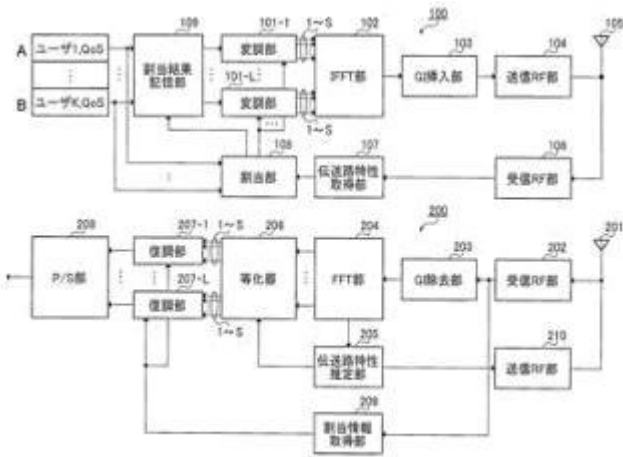 109
101-1
1～S
102
100
103
104
105
A
ユーザ1,QoS
割当結果
配信部
変調部
IFFT部
GI挿入部
送信RF部
101-L
B
ユーザK,QoS
変調部
1～S
108
107
106
割当部
伝送路特性
取得部
受信RF部
208
207-1
1～S
206
204
200
203
202
201
P/S部
復調部
等化部
FFT部
GI除去部
受信RF部
207-L
復調部
1～S
205
210
伝送路特性
推定部
送信RF部
209
割当情報
取得部